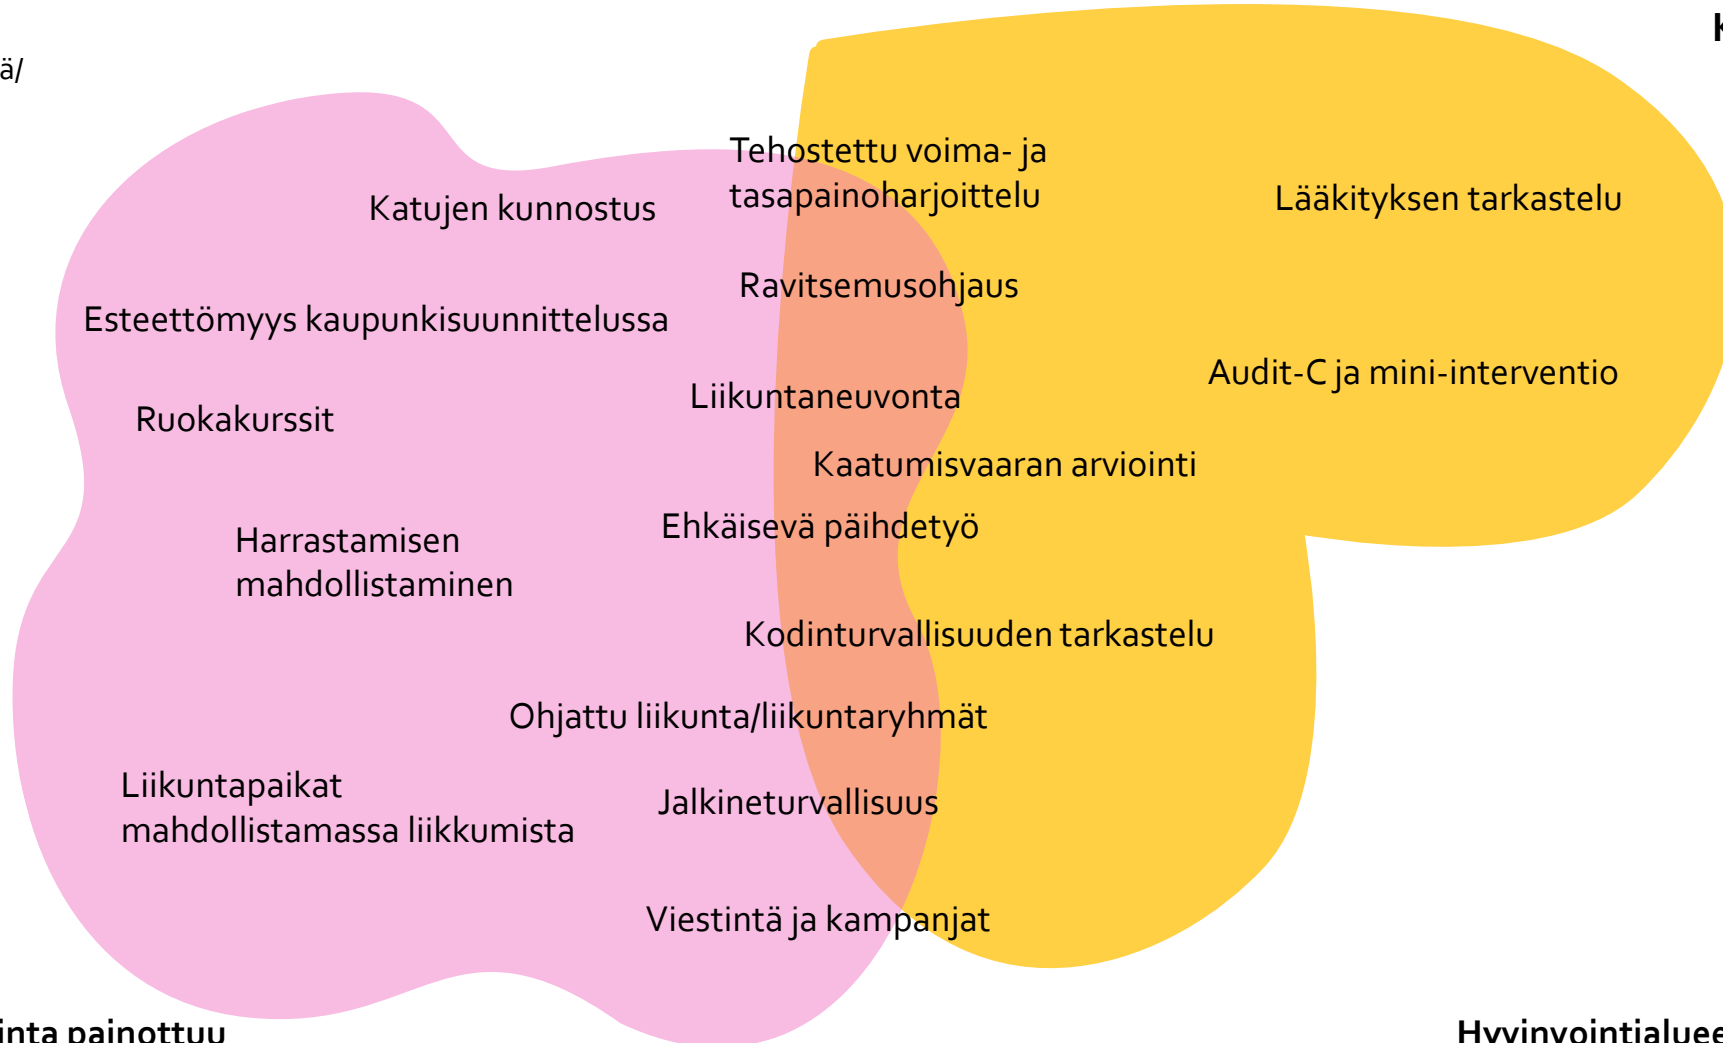 K
ä/
Tehostettu voima- ja
tasapainoharjoittelu
Katujen kunnostus
Lääkityksen tarkastelu
Ravitsemusohjaus
Esteettömyys kaupunkisuunnittelussa
Audit-C ja mini-interventio
Liikuntaneuvonta
Ruokakurssit
Kaatumisvaaran arviointi
Ehkäisevä päihdetyö
Harrastamisen
mahdollistaminen
Kodinturvallisuuden tarkastelu
Ohjattu liikunta/liikuntaryhmät
Liikuntapaikat
mahdollistamassa liikkumista
Jalkineturvallisuus
Viestintä ja kampanjat
inta painottuu
Hyvinvointialuee